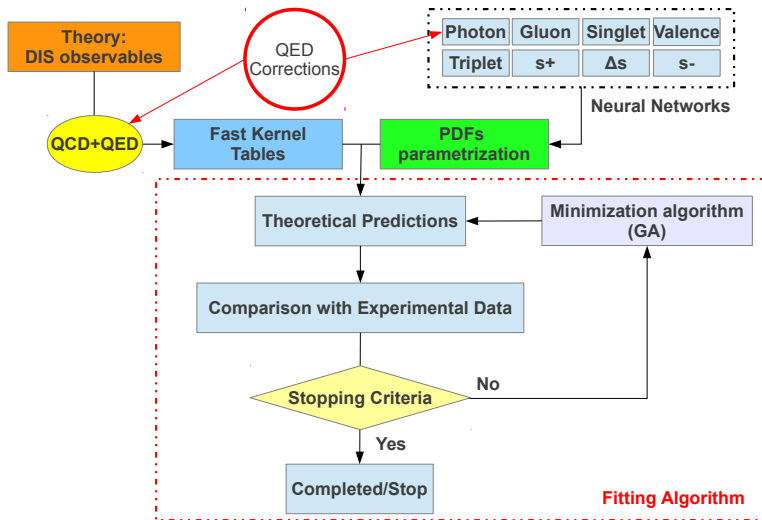 Theory:
DIS observables
QED
Corrections
Photon
Gluon
Singlet
Valence
Triplet
s+
Δs
s-
Neural Networks
QCD+QED
Fast Kernel
Tables
PDFs
parametrization
Theoretical Predictions
Minimization algorithm
(GA)
Comparison with Experimental Data
Stopping Criteria
No
Yes
Completed/Stop
Fitting Algorithm